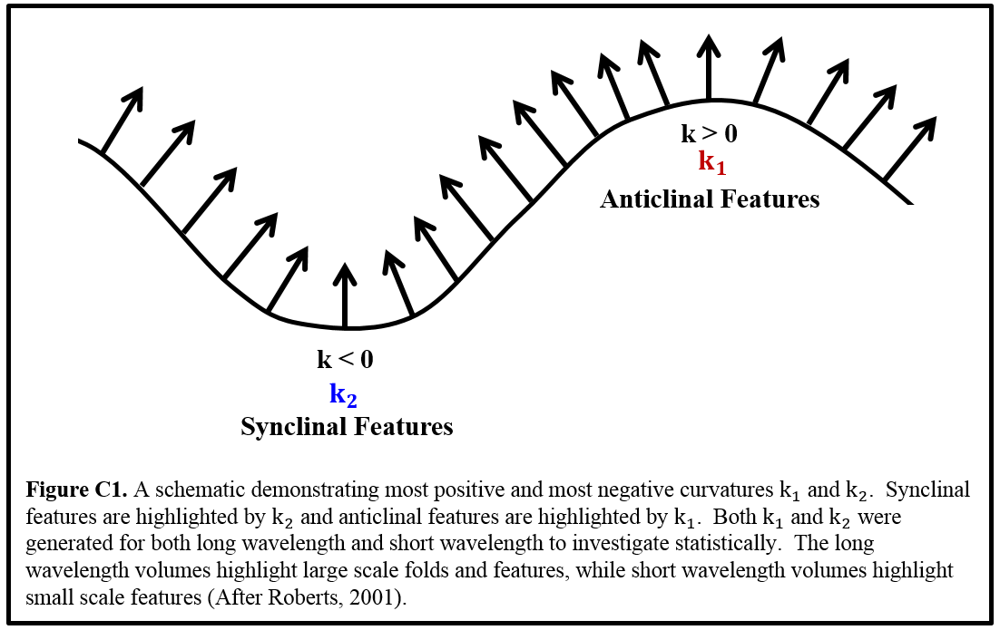 k > 0
k₁
Anticlinal Features
k < 0
k₂
Synclinal Features
Figure C1. A schematic demonstrating most positive and most negative curvatures k₁ and k₂. Synclinal
features are highlighted by k₂ and anticlinal features are highlighted by k₁. Both k₁ and k₂ were
generated for both long wavelength and short wavelength to investigate statistically. The long
wavelength volumes highlight large scale folds and features, while short wavelength volumes highlight
small scale features (After Roberts, 2001).